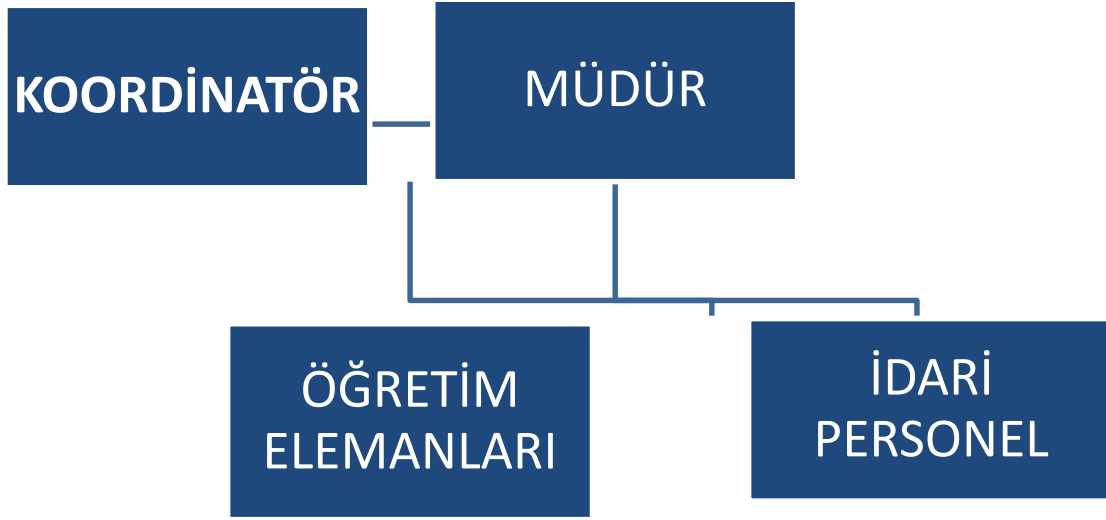 KOORDİNATÖR
MÜDÜR
ÖĞRETİM
ELEMANLARI
İDARİ
PERSONEL